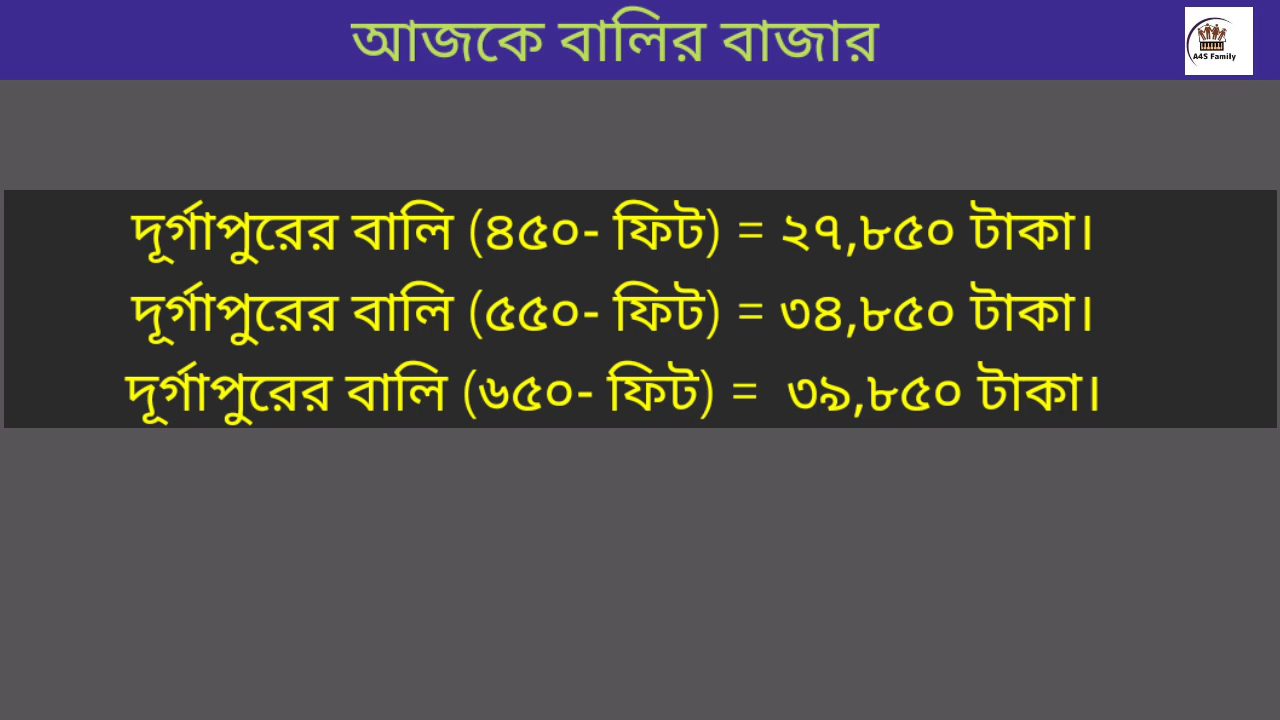 আজকে বালির বাজার
A4S Family
দূর্গাপুরের বালি (৪৫০- ফিট) = ২৭,৮৫০ টাকা।
দূর্গাপুরের বালি (৫৫০- ফিট) = ৩৪,৮৫০ টাকা।
দূর্গাপুরের বালি (৬৫০- ফিট) = ৩৯,৮৫০ টাকা।